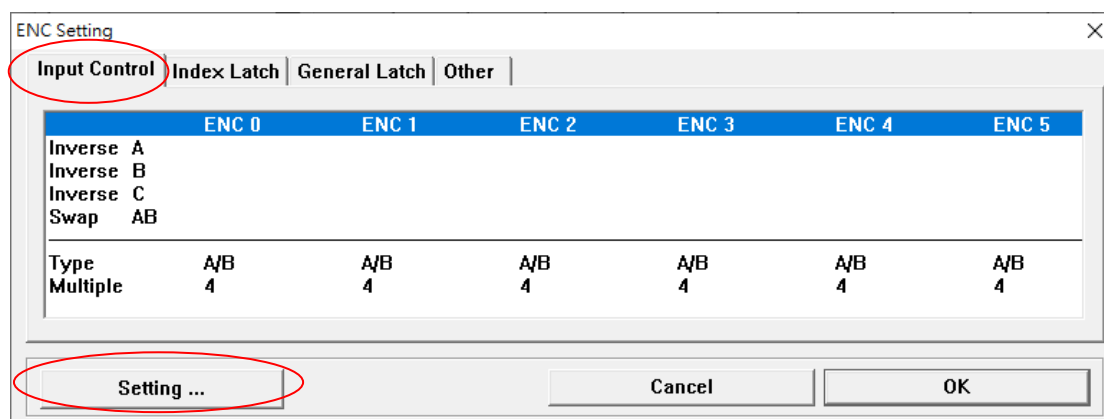 ENC Setting
Input Control Index Latch General Latch Other
ENC 0 ENC 1 ENC 2 ENC 3 ENC 4 ENC 5
Inverse A
Inverse B
Inverse C
Swap AB
Type A/B A/B A/B A/B A/B A/B
Multiple 4 4 4 4 4 4
Setting ... Cancel OK